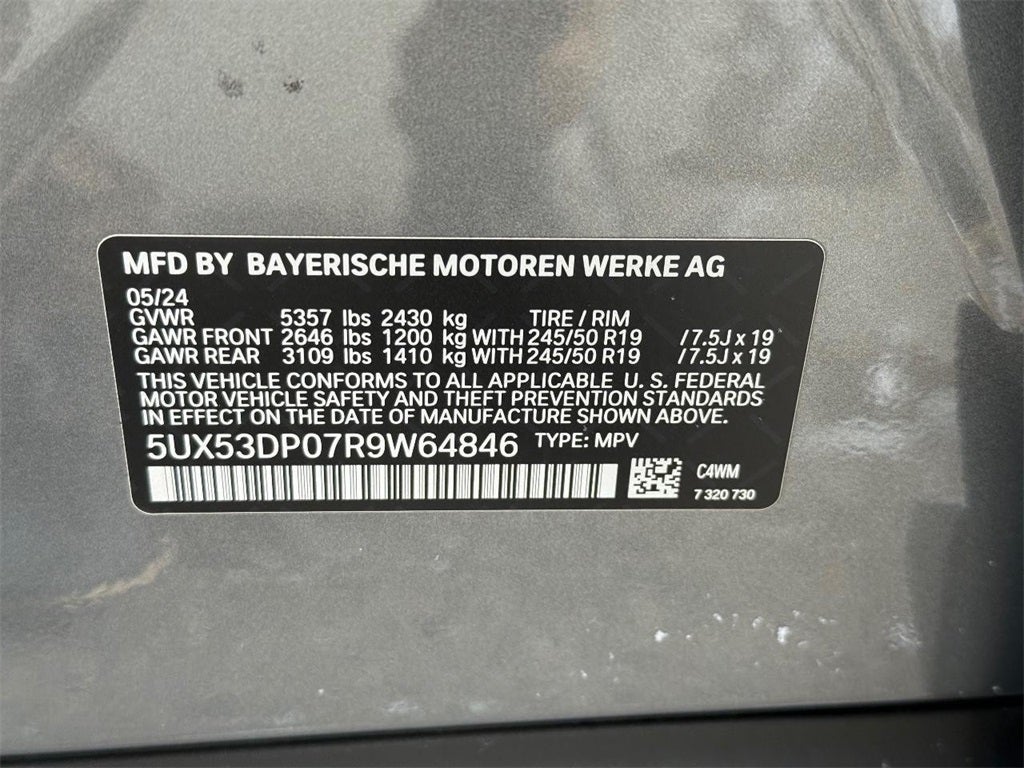 MFD BY BAYERISCHE MOTOREN WERKE AG
05/24
GVWR 5357 lbs 2430 kg TIRE / RIM
GAWR FRONT 2646 lbs 1200 kg WITH 245/50 R19 / 7.5J x 19
GAWR REAR 3109 lbs 1410 kg WITH 245/50 R19 / 7.5J x 19
THIS VEHICLE CONFORMS TO ALL APPLICABLE U. S. FEDERAL
MOTOR VEHICLE SAFETY AND THEFT PREVENTION STANDARDS
IN EFFECT ON THE DATE OF MANUFACTURE SHOWN ABOVE.
5UX53DP07R9W64846 TYPE: MPV
C4WM
7 320 730